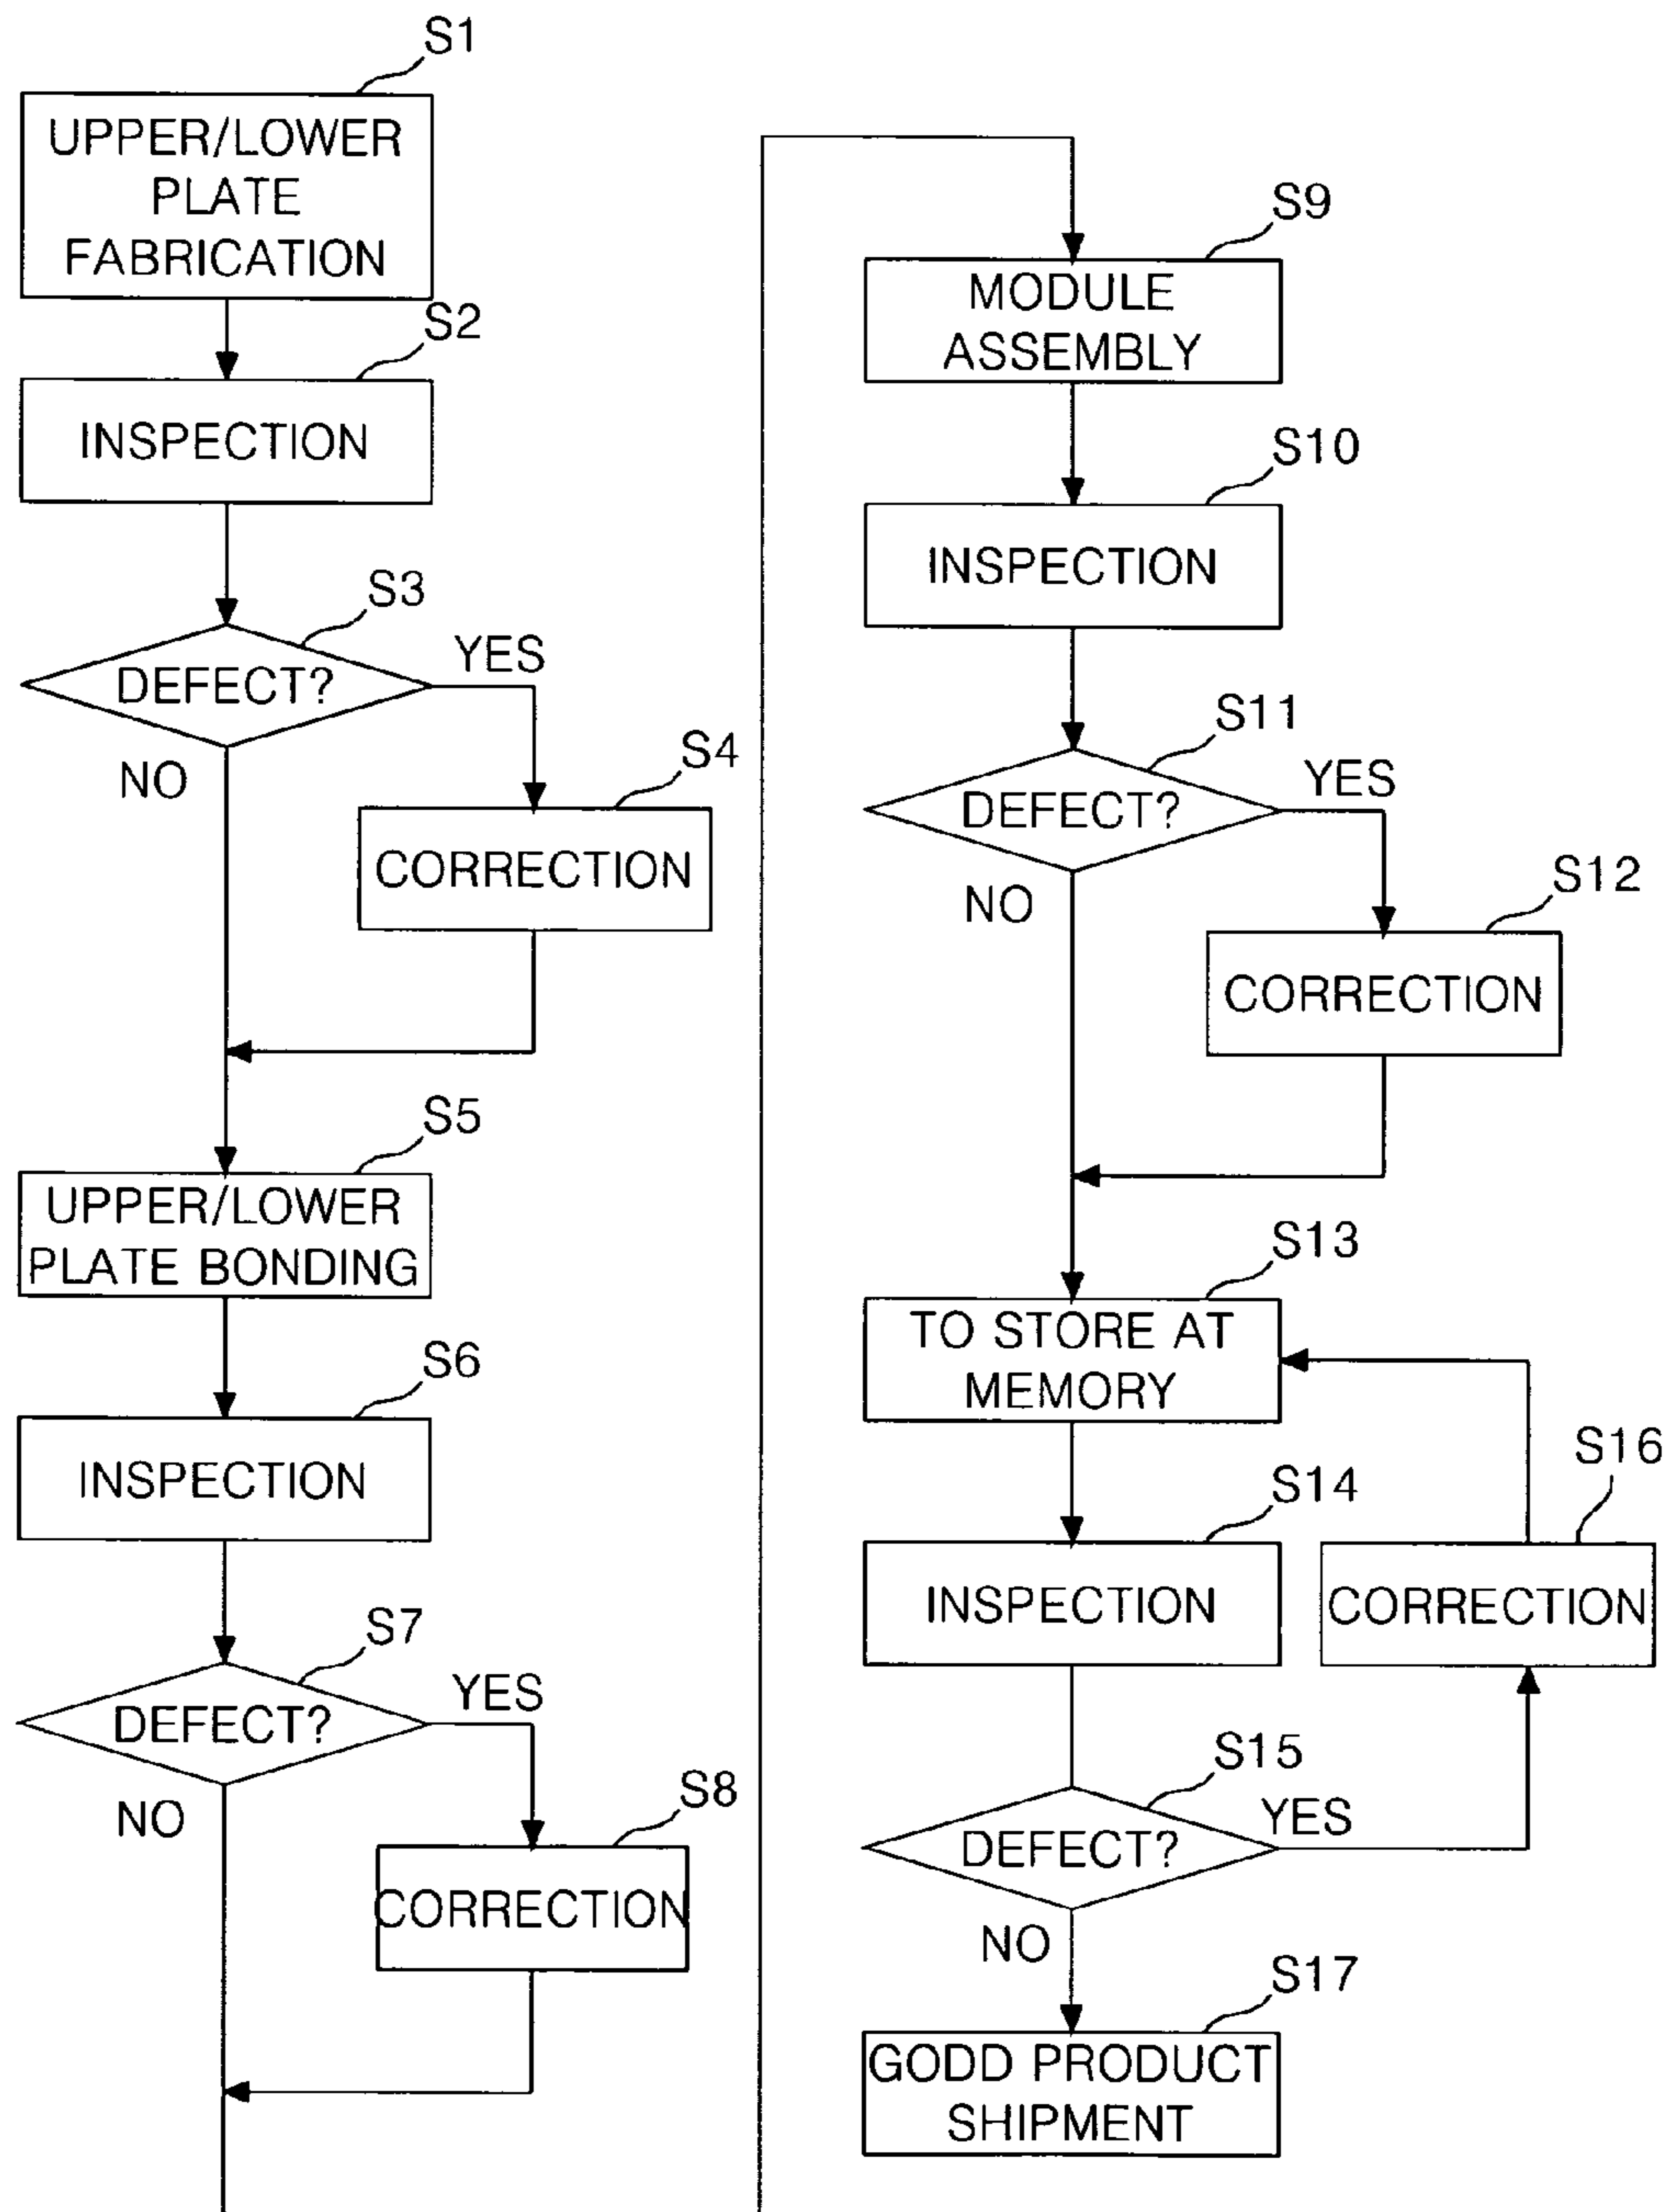 S1
UPPER/LOWER
PLATE
FABRICATION
S2
INSPECTION
S3
DEFECT?
YES
NO
S4
CORRECTION
S5
UPPER/LOWER
PLATE BONDING
S6
INSPECTION
S7
DEFECT?
YES
NO
S8
CORRECTION
S9
MODULE
ASSEMBLY
S10
INSPECTION
S11
DEFECT?
YES
NO
S12
CORRECTION
S13
TO STORE AT
MEMORY
S14
INSPECTION
S16
CORRECTION
S15
DEFECT?
YES
NO
S17
GODD PRODUCT
SHIPMENT